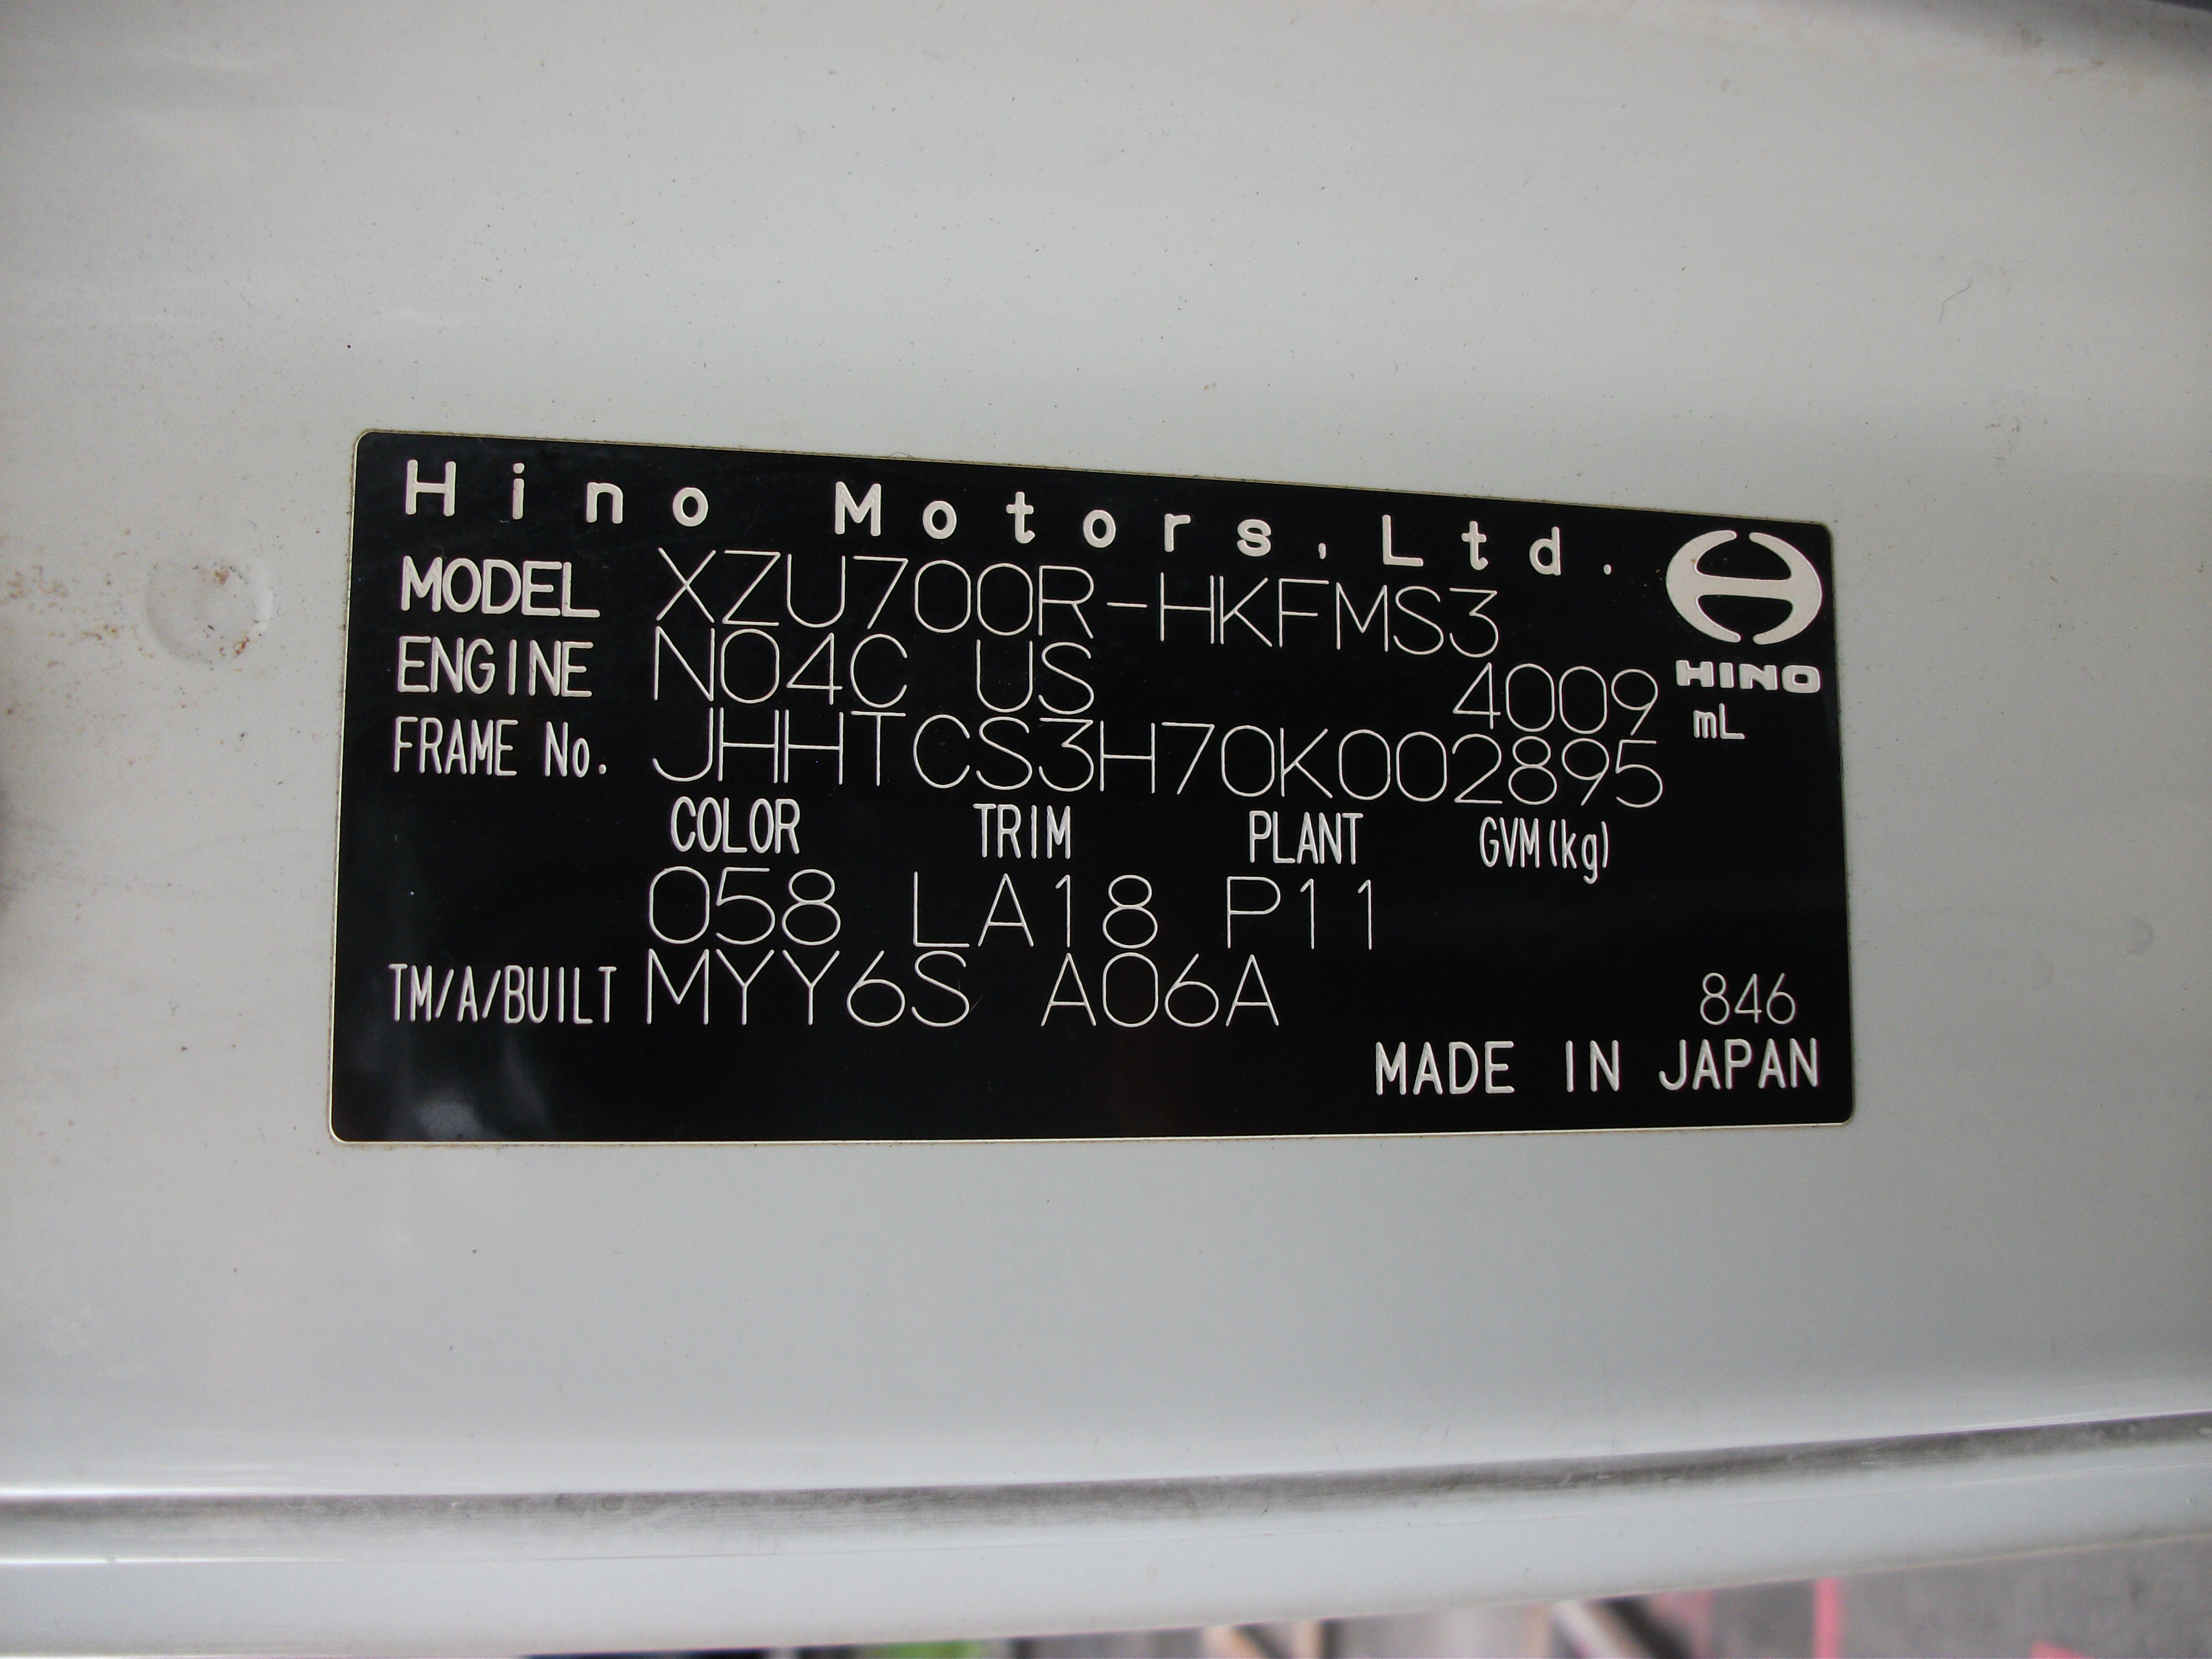 Hino Motors, Ltd.
MODEL XZU700R-HKFMS3
HINO
ENGINE N04C US 4009 mL
FRAME No. JHHTCS3H70K002895
COLOR TRIM PLANT GVM(kg)
058 LA18 P11
TM/A/BUILT MYY6S A06A
846
MADE IN JAPAN